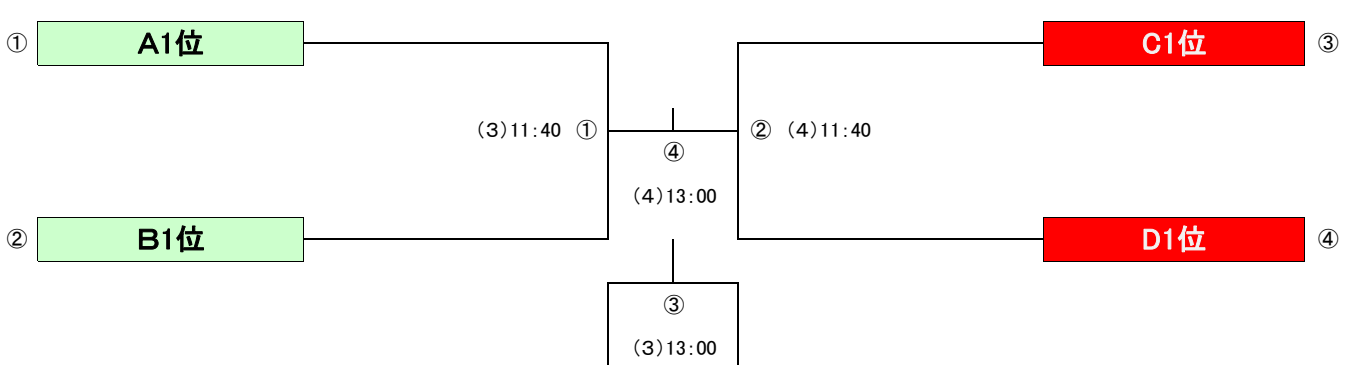 ① A1位 C1位 ③
(3)11:40 ① ② (4)11:40
④
(4)13:00
② B1位 D1位 ④
③
(3)13:00